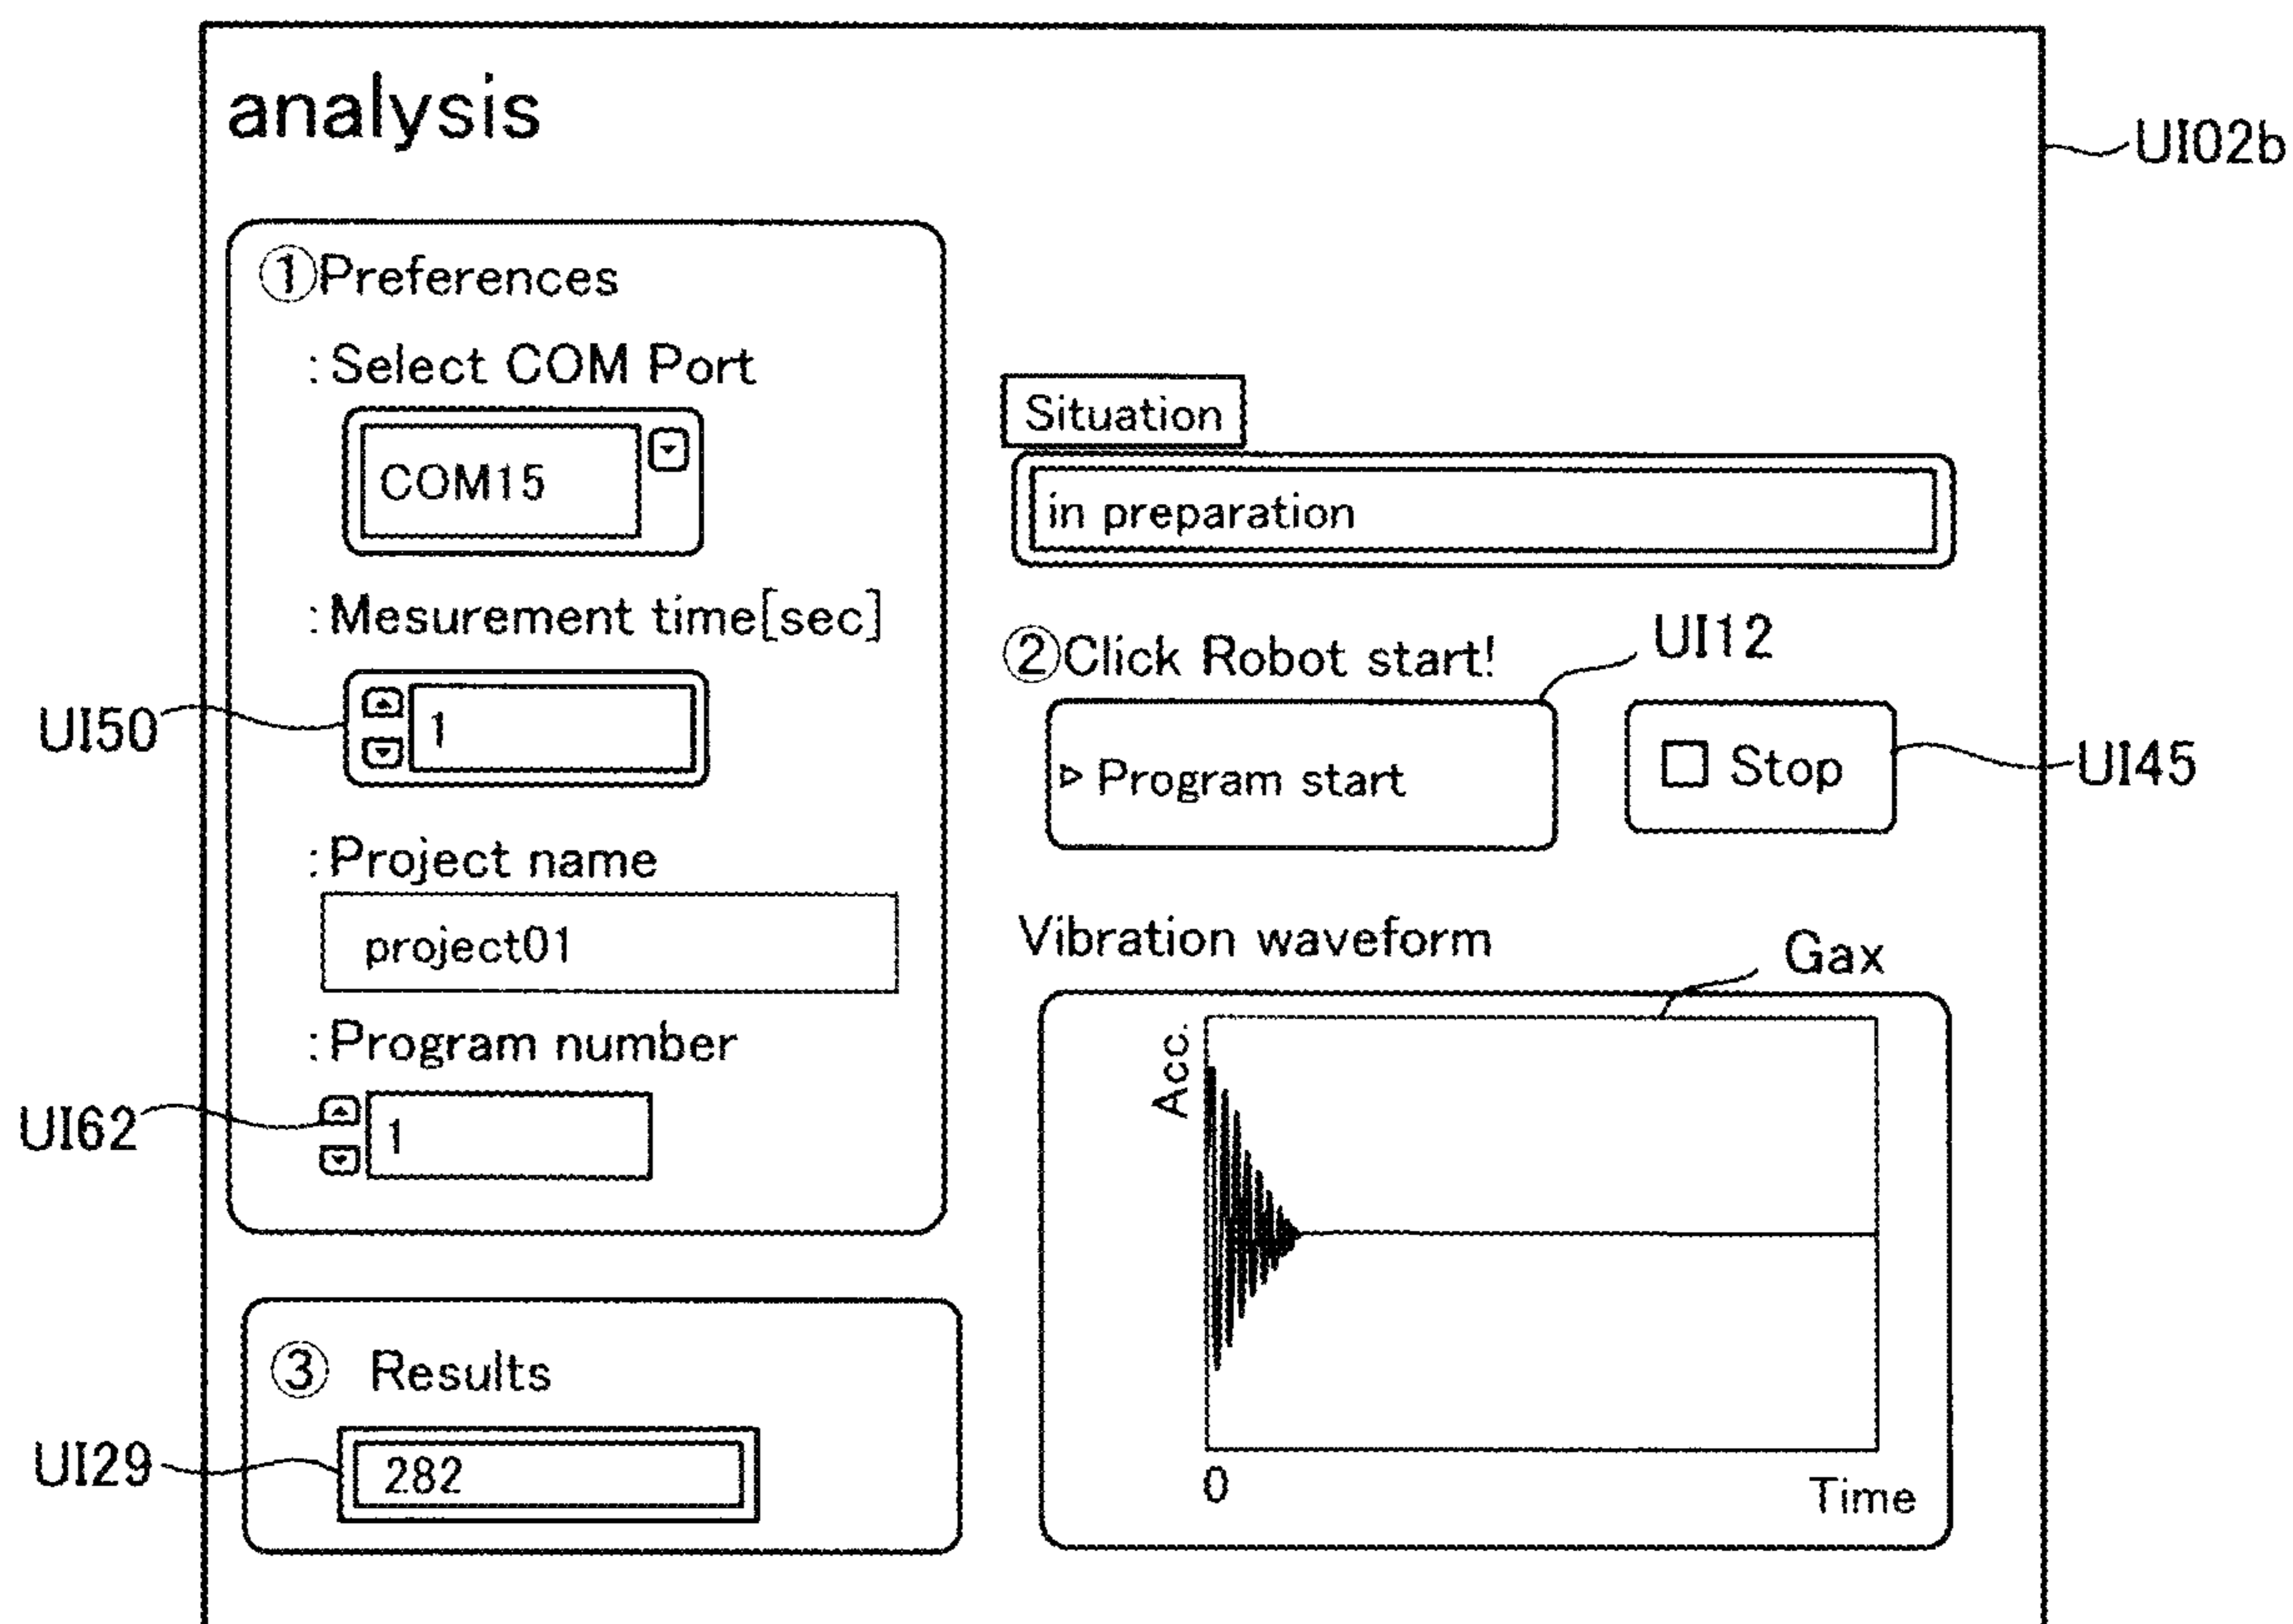 analysis
UI02b
①Preferences
:Select COM Port
COM15
:Mesurement time[sec]
UI50
1
:Project name
project01
:Program number
UI62
1
③ Results
UI29
282
Situation
in preparation
②Click Robot start!
UI12
▷ Program start
□ Stop
UI45
Vibration waveform
Gax
Acc.
0
Time